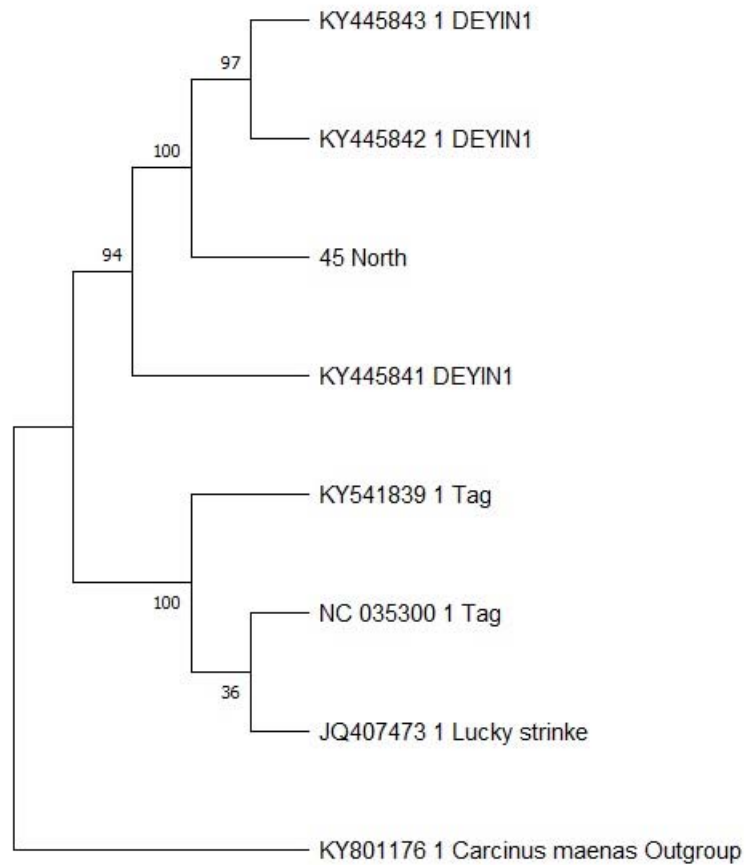 KY445843 1 DEYIN1
97
KY445842 1 DEYIN1
100
45 North
94
KY445841 DEYIN1
KY541839 1 Tag
100
NC 035300 1 Tag
36
JQ407473 1 Lucky strinke
KY801176 1 Carcinus maenas Outgroup